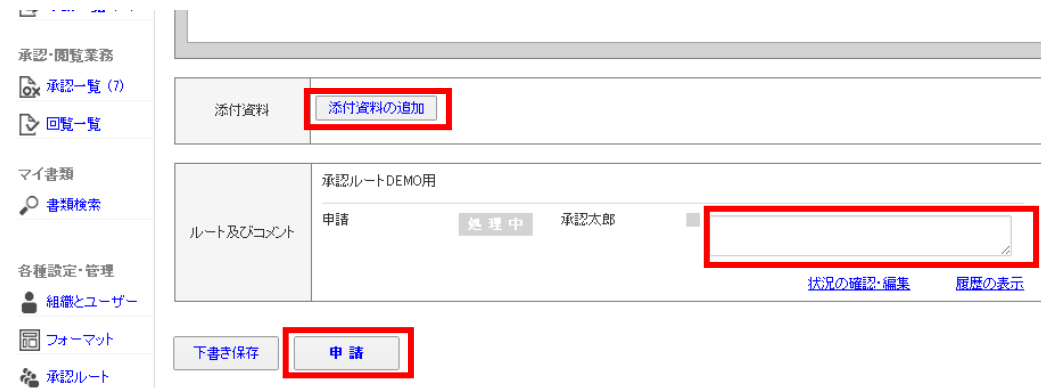 承認・閲覧業務
承認一覧 (7)
回覧一覧
マイ書類
書類検索
各種設定・管理
組織とユーザー
フォーマット
承認ルート
添付資料
添付資料の追加
ルート及びコメント
承認ルートDEMO用
申請
処理中
承認太郎
状況の確認・編集
履歴の表示
下書き保存
申 請